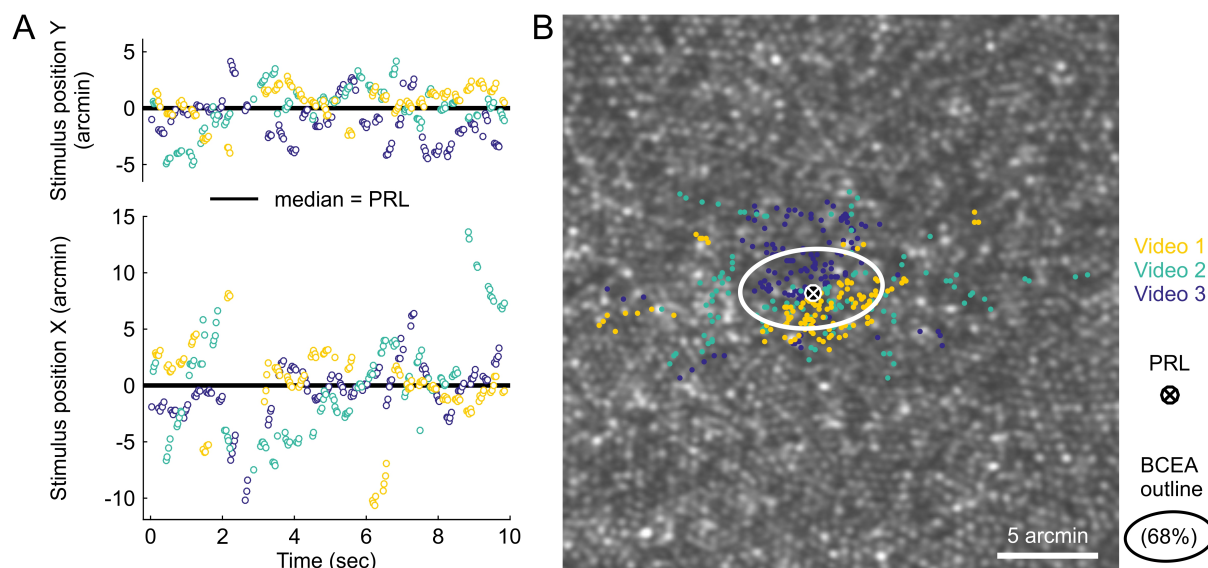 A
Stimulus position Y
(arcmin)
5
0
-5
median = PRL
Stimulus position X (arcmin)
15
10
5
0
-5
-10
0 2 4 6 8 10
Time (sec)
B
5 arcmin
Video 1
Video 2
Video 3
PRL
BCEA
outline
(68%)